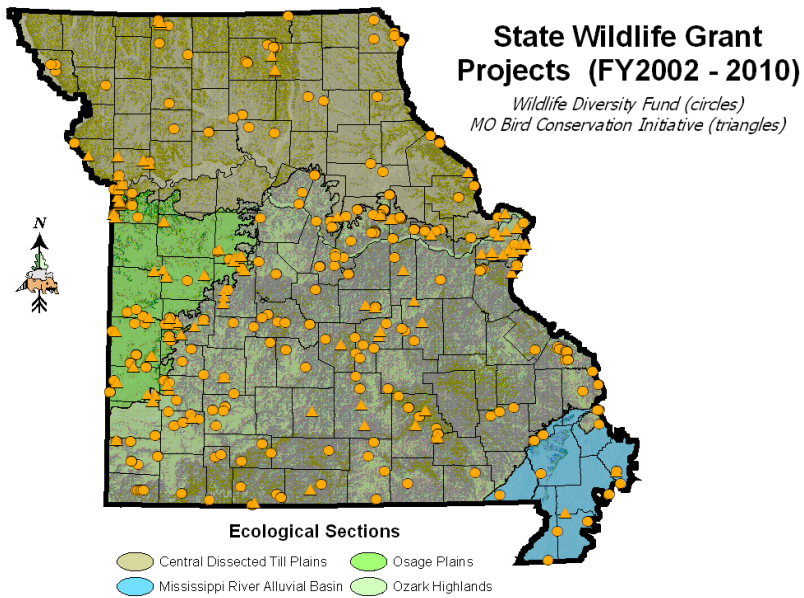 State Wildlife Grant
Projects (FY2002 - 2010)
Wildlife Diversity Fund (circles)
MO Bird Conservation Initiative (triangles)
N
Ecological Sections
Central Dissected Till Plains
Osage Plains
Mississippi River Alluvial Basin
Ozark Highlands